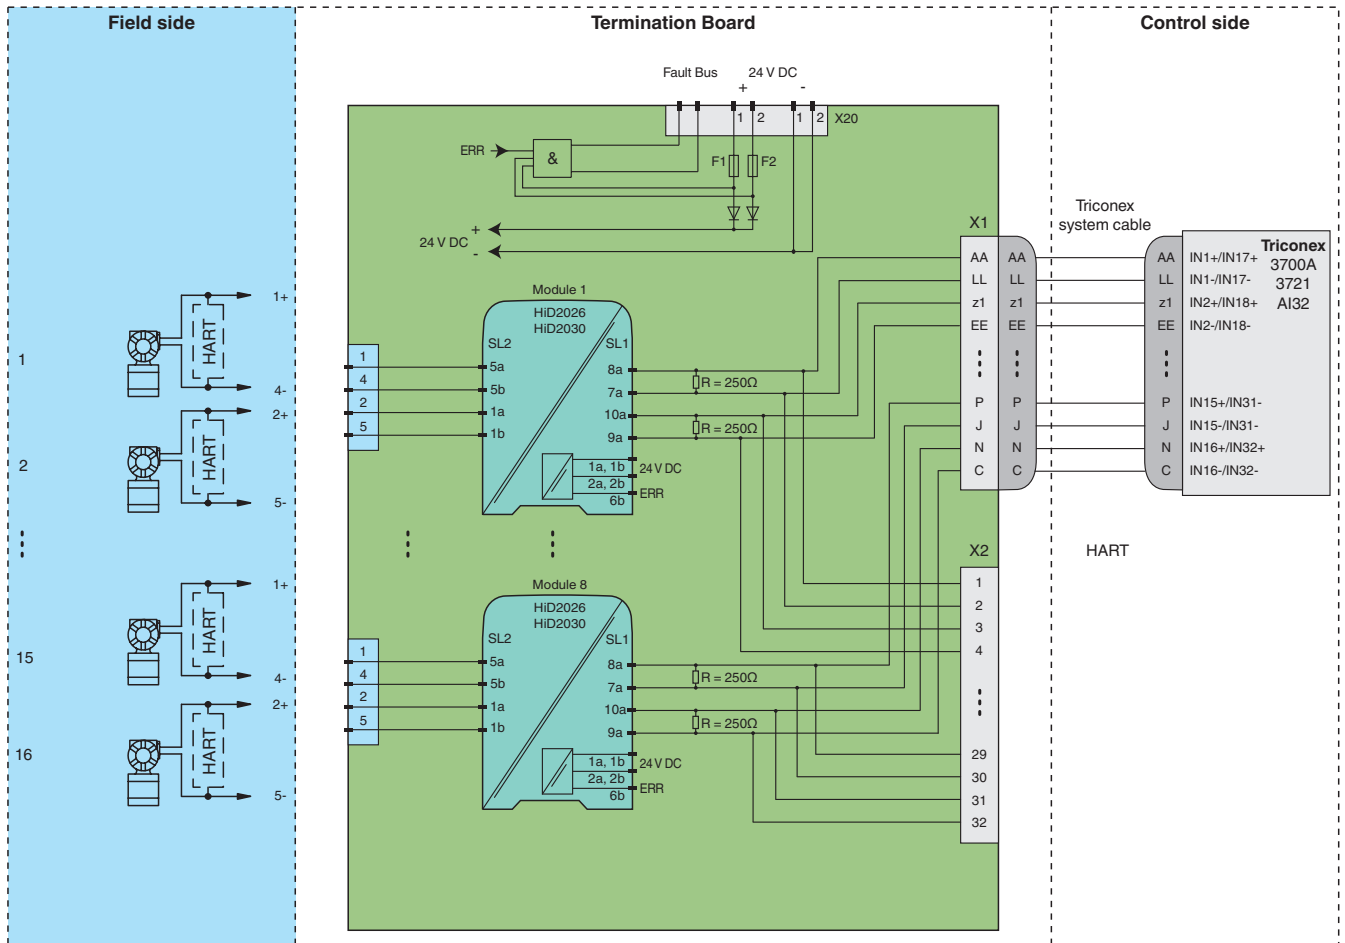 Field side
Termination Board
Control side
Fault Bus 24 V DC
+ -
1 2 1 2 X20
ERR & F1 F2
+
24 V DC
-
X1
Triconex
system cable
AA AA AA IN1+/IN17+
LL LL LL IN1-/IN17-
z1 z1 z1 IN2+/IN18+
EE EE EE IN2-/IN18-
P P P IN15+/IN31-
J J J IN15-/IN31-
N N N IN16+/IN32+
C C C IN16-/IN32-
Triconex
3700A
3721
AI32
1
HART
1+
4-
2
HART
2+
5-
15
HART
1+
4-
16
HART
2+
5-
Module 1
HiD2026
HiD2030
SL2 SL1
1 5a 8a
4 5b 7a
R = 250Ω
2 1a 10a
5 1b 9a
R = 250Ω
1a, 1b 24 V DC
2a, 2b ERR
6b
Module 8
HiD2026
HiD2030
SL2 SL1
1 5a 8a
4 5b 7a
R = 250Ω
2 1a 10a
5 1b 9a
R = 250Ω
1a, 1b 24 V DC
2a, 2b ERR
6b
X2 HART
1
2
3
4
29
30
31
32